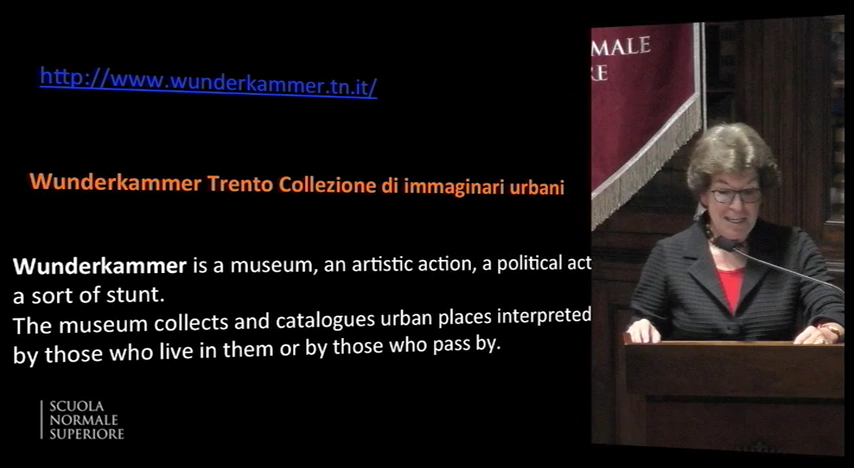 http://www.wunderkammer.tn.it/
Wunderkammer Trento Collezione di immaginari urbani
Wunderkammer is a museum, an artistic action, a political act
a sort of stunt.
The museum collects and catalogues urban places interpreted
by those who live in them or by those who pass by.
SCUOLA
NORMALE
SUPERIORE
MALE
RE